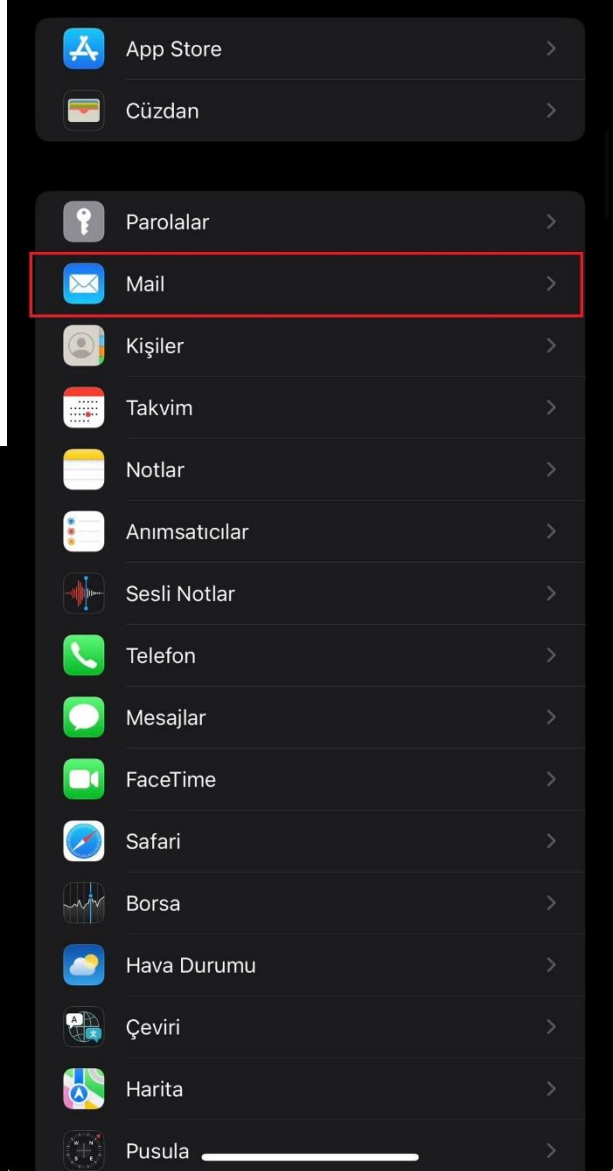 App Store
Cüzdan
Parolalar
Mail
Kişiler
Takvim
Notlar
Anımsatıcılar
Sesli Notlar
Telefon
Mesajlar
FaceTime
Safari
Borsa
Hava Durumu
Çeviri
Harita
Pusula